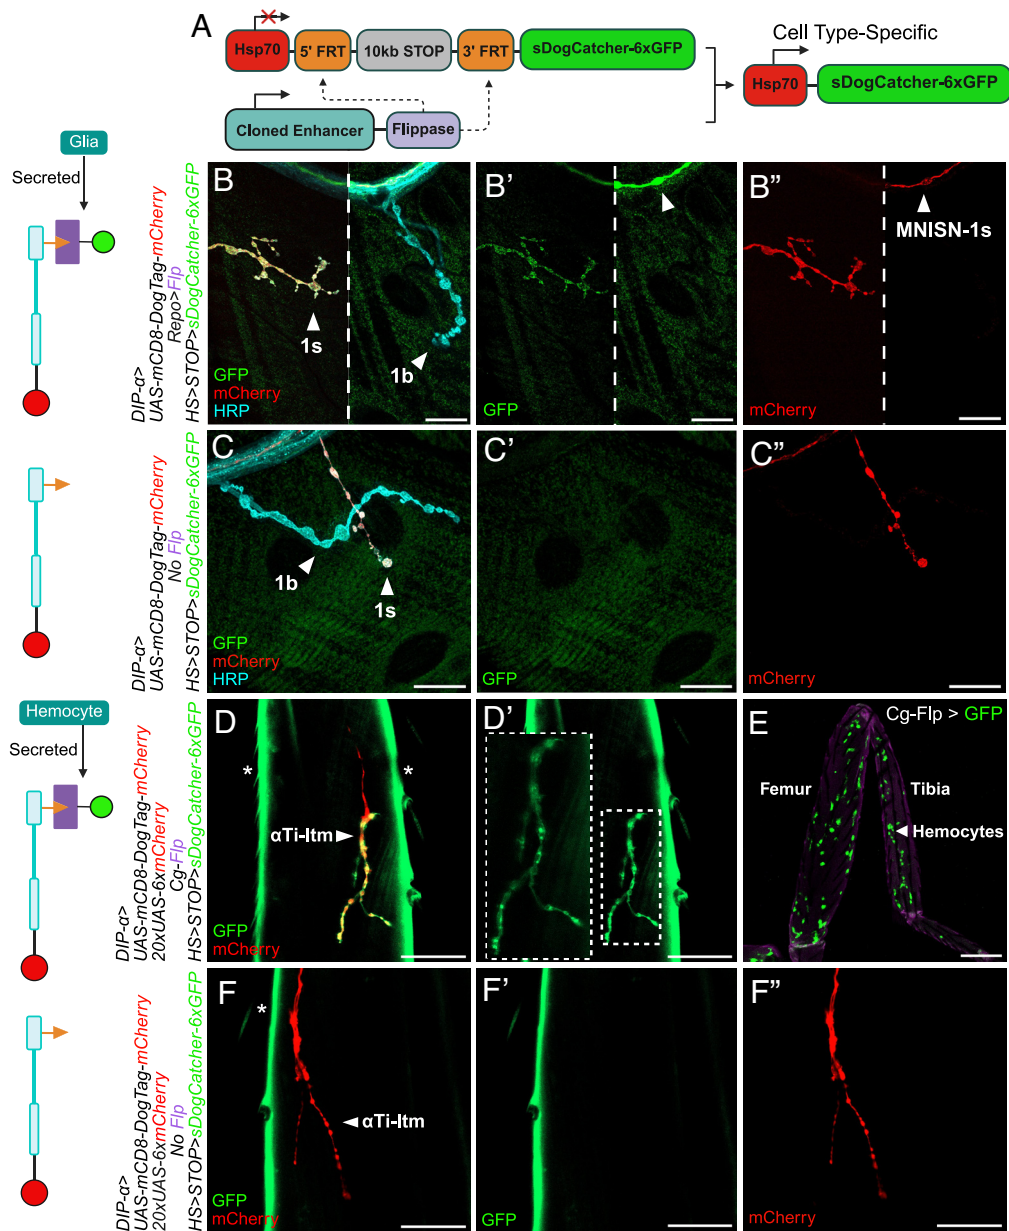 A
Hsp70
5' FRT
10kb STOP
3' FRT
sDogCatcher-6xGFP
Cloned Enhancer
Flippase
Cell Type-Specific
Hsp70
sDogCatcher-6xGFP
Glia
Secreted
DIP-α>
UAS-mCD8-DogTag-mCherry
Repo>Flp
HS>STOP>sDogCatcher-6xGFP
B
1s
1b
GFP
mCherry
HRP
B'
GFP
B"
MNISN-1s
mCherry
DIP-α>
UAS-mCD8-DogTag-mCherry
No Flp
HS>STOP>sDogCatcher-6xGFP
C
1b
1s
GFP
mCherry
HRP
C'
GFP
C"
mCherry
Hemocyte
Secreted
DIP-α>
UAS-mCD8-DogTag-mCherry
20xUAS-6xmCherry
Cg-Flp
HS>STOP>sDogCatcher-6xGFP
D
*
*
αTi-ltm
GFP
mCherry
D'
GFP
E
Cg-Flp > GFP
Femur
Tibia
Hemocytes
DIP-α>
UAS-mCD8-DogTag-mCherry
20xUAS-6xmCherry
No Flp
HS>STOP>sDogCatcher-6xGFP
F
*
αTi-ltm
GFP
mCherry
F'
GFP
F"
mCherry